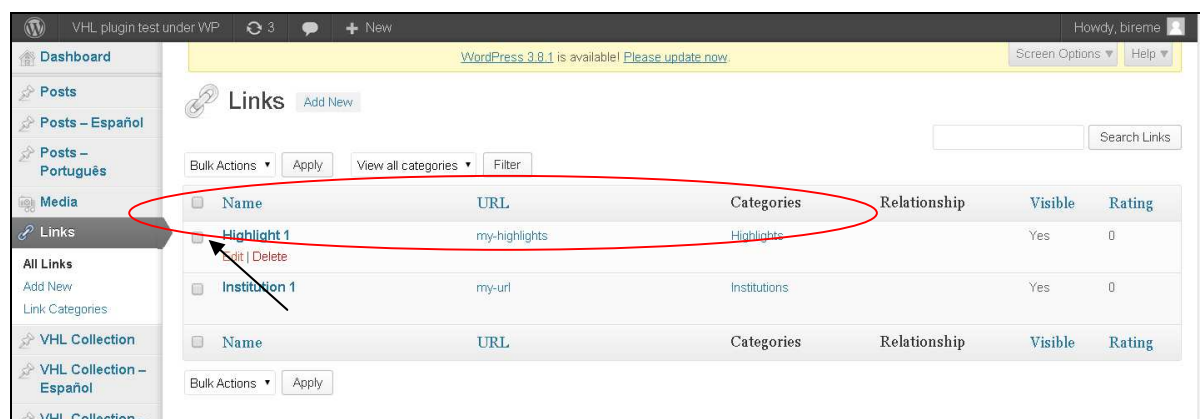 VHL plugin test under WP 3 + New Howdy, bireme
WordPress 3.8.1 is available! Please update now.
Screen Options ▼ Help ▼
Dashboard
Posts
Posts – Español
Posts –
Português
Media
Links
All Links
Add New
Link Categories
VHL Collection
VHL Collection –
Español
VHL Collection
Links Add New
Search Links
Bulk Actions ▼ Apply View all categories ▼ Filter
Name URL Categories Relationship Visible Rating
Highlight 1 my-highlights Highlights Yes 0
Edit | Delete
Institution 1 my-url Institutions Yes 0
Name URL Categories Relationship Visible Rating
Bulk Actions ▼ Apply